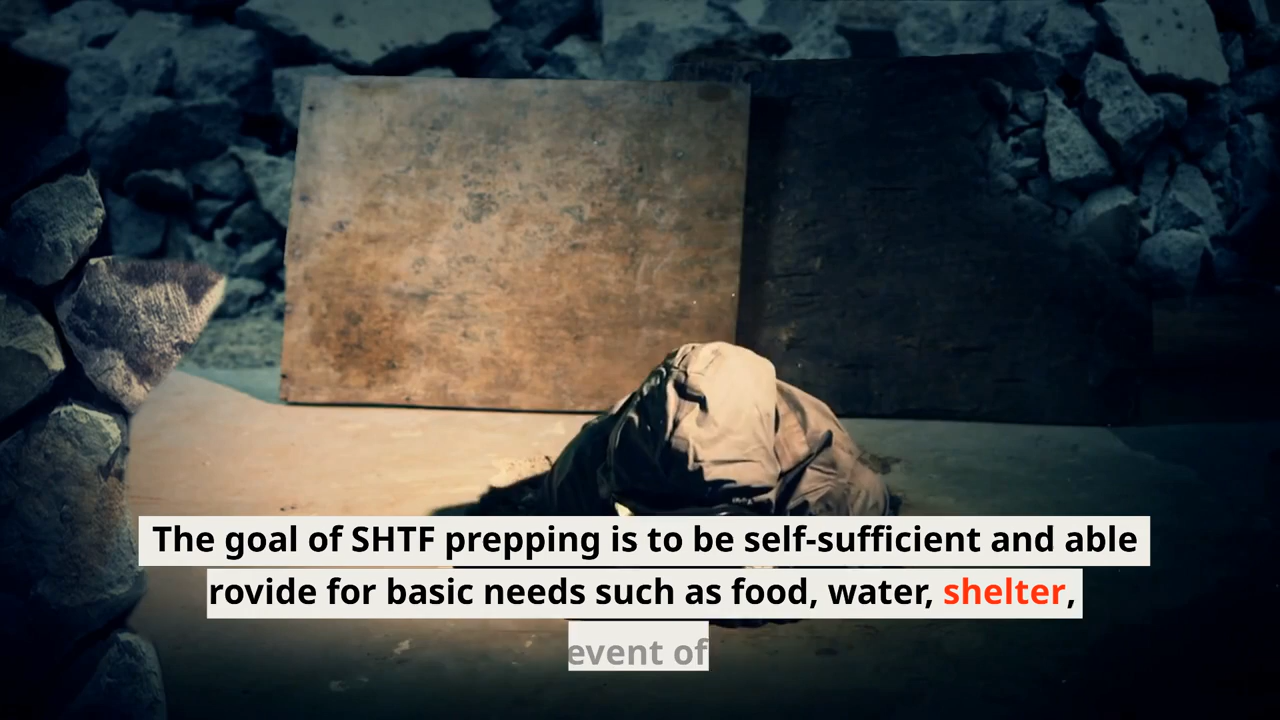 The goal of SHTF prepping is to be self-sufficient and able
rovide for basic needs such as food, water, shelter,
event of